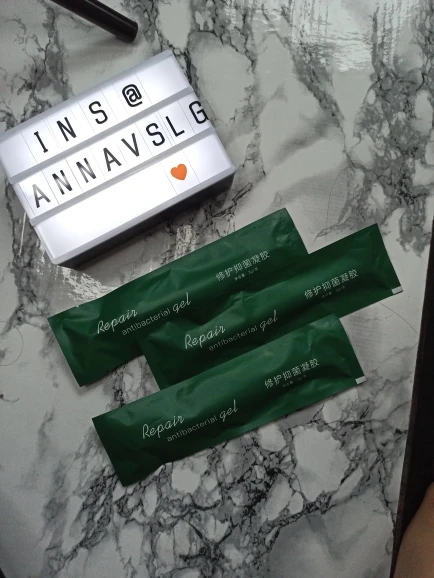 INS@
ANNAVSLG
Repair
antibacterial gel
修护抑菌凝胶
Repair
antibacterial gel
修护抑菌凝胶
Repair
antibacterial gel
修护抑菌凝胶